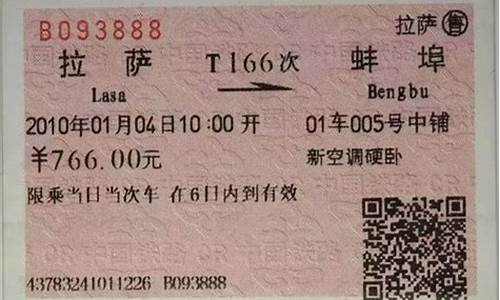 B093888 拉萨售
拉 萨 T166次 蚌 埠
Lasa Bengbu
2010年01月04日10:00 开 01车005号中铺
¥766.00元 新空调硬卧
限乘当日当次车 在6日内到有效
43783241011226 B093888